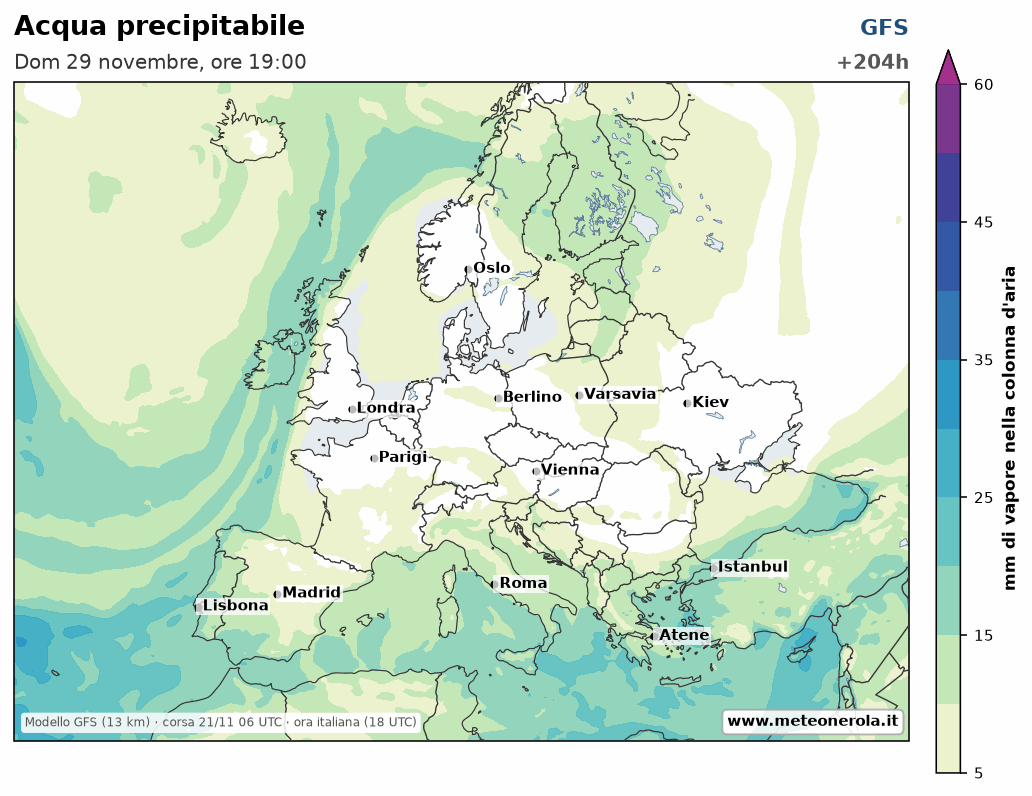 Acqua precipitabile
GFS
Dom 29 novembre, ore 19:00
+204h
60
45
35
25
15
5
mm di vapore nella colonna d'aria
Oslo
Berlino
Varsavia
Kiev
Londra
Parigi
Vienna
Istanbul
Roma
Madrid
Lisbona
Atene
Modello GFS (13 km) · corsa 21/11 06 UTC · ora italiana (18 UTC)
www.meteonerola.it